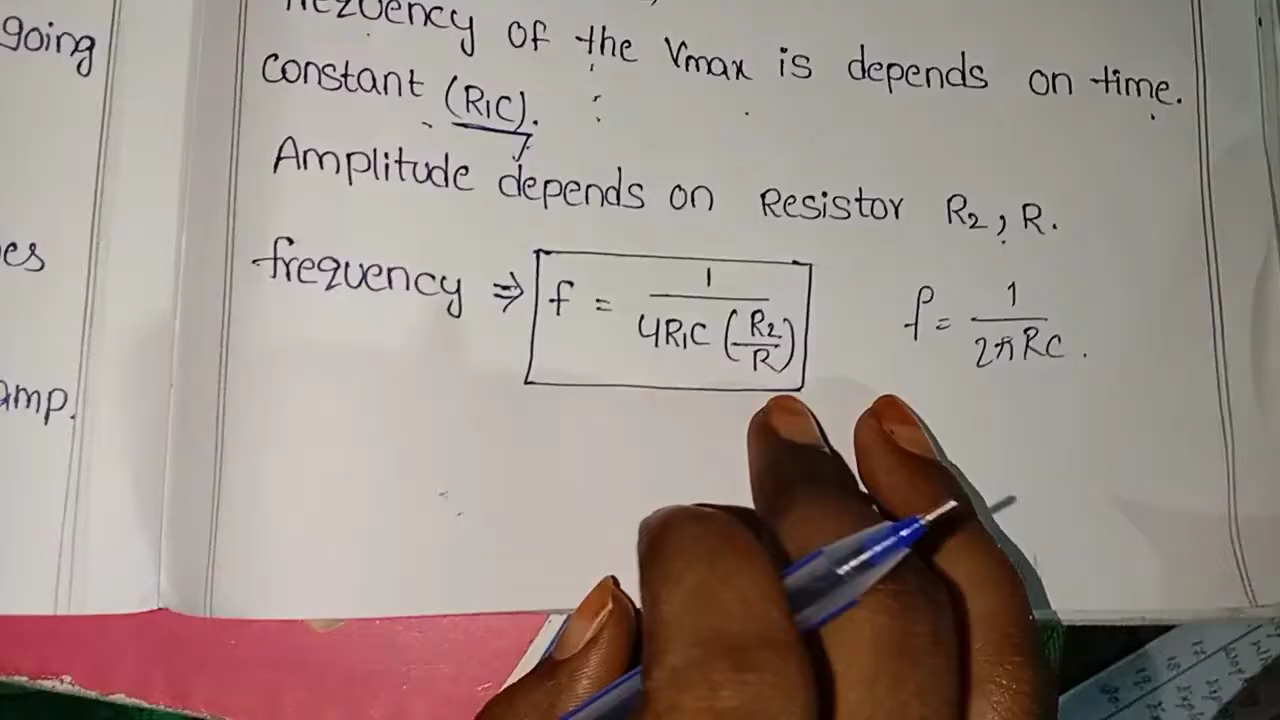 going
frequency of the Vmax is depends on time.
constant (R1C).
Amplitude depends on Resistor R2, R.
es
frequency ⇒ f = 1 / 4R1C (R2/R)
f = 1 / 2πRC.
amp.